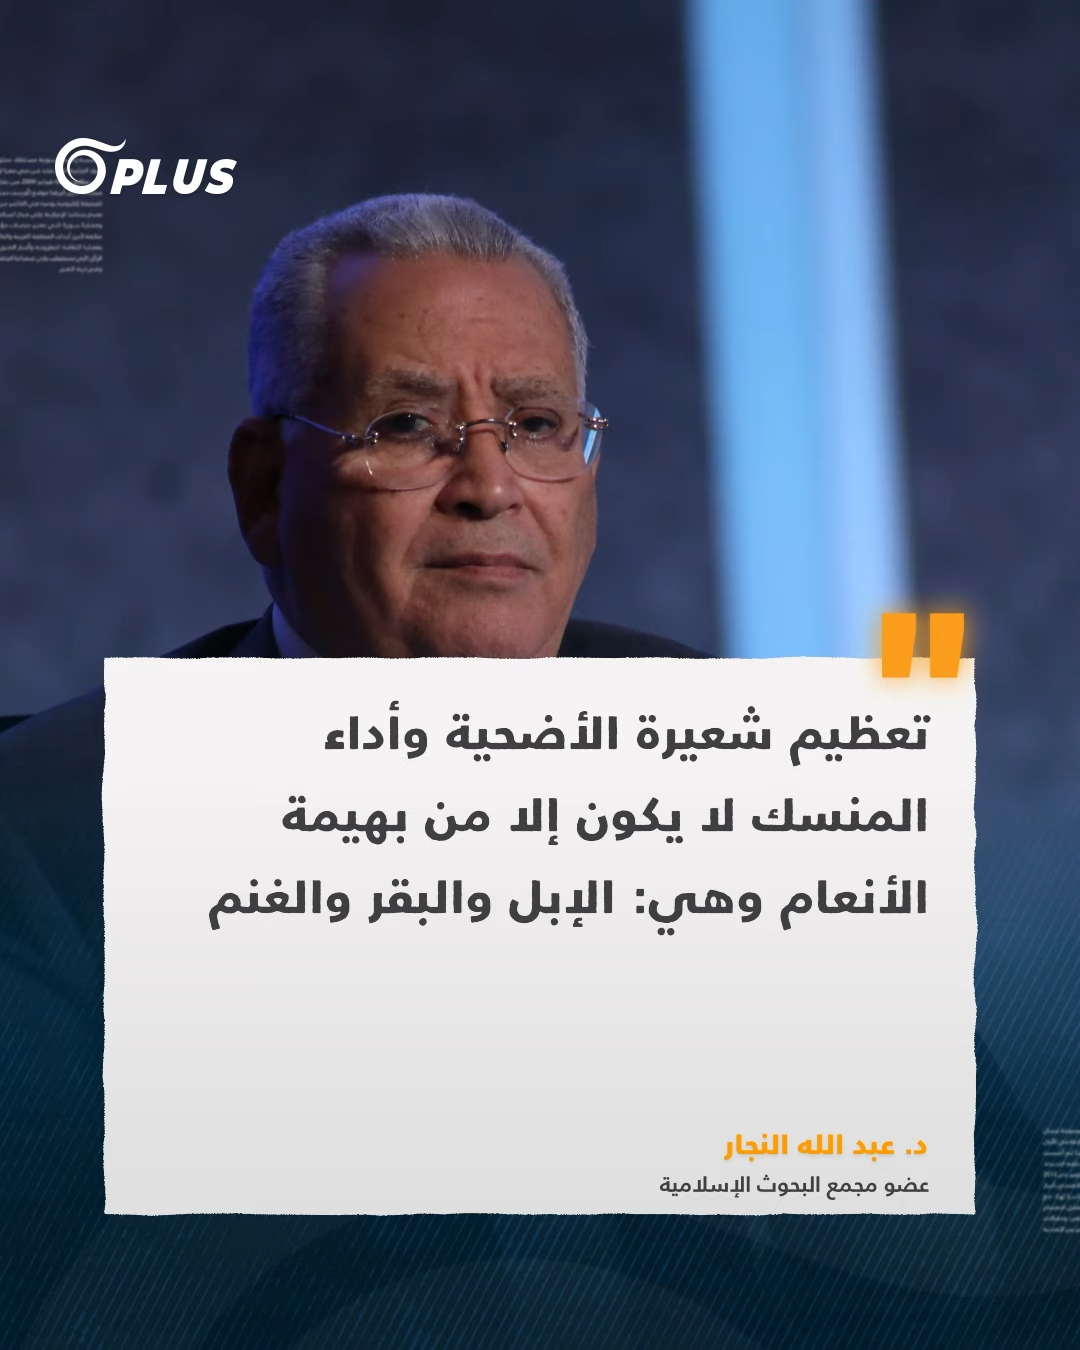 PLUS
تعظيم شعيرة الأضحية وأداء
المنسك لا يكون إلا من بهيمة
الأنعام وهي: الإبل والبقر والغنم
د. عبد الله النجار
عضو مجمع البحوث الإسلامية